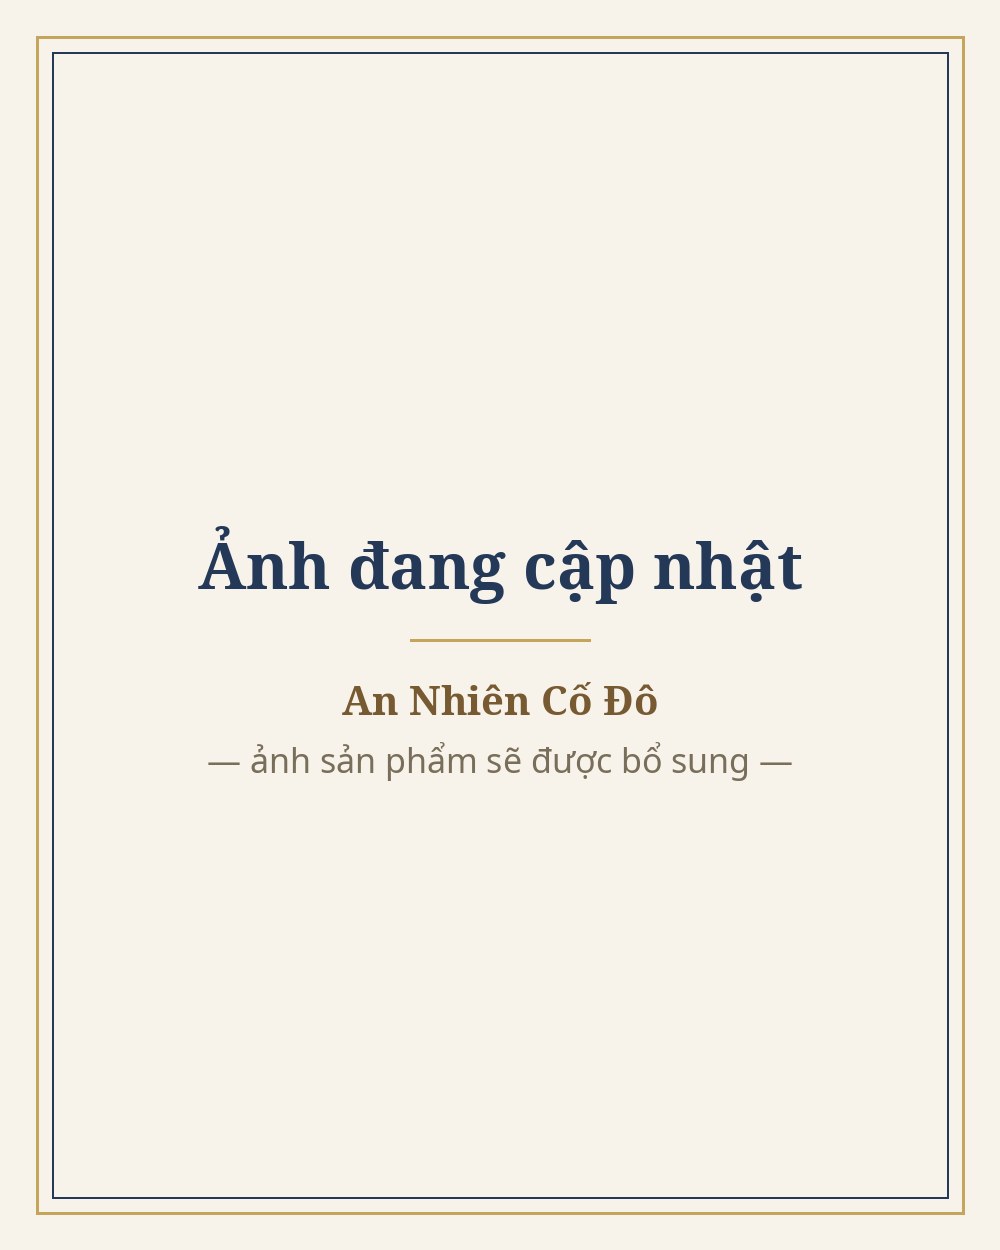 Ảnh đang cập nhật
An Nhiên Cố Đô
— ảnh sản phẩm sẽ được bổ sung —